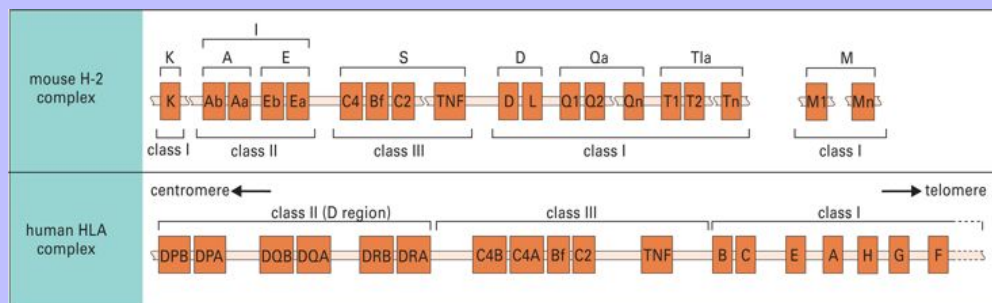 I
K A E S D Qa Tla M
mouse H-2
complex
K Ab Aa Eb Ea C4 Bf C2 TNF D L Q1 Q2 Qn T1 T2 Tn M1 Mn
class I class II class III class I class I
centromere telomere
human HLA
complex
class II (D region) class III class I
DPB DPA DQB DQA DRB DRA C4B C4A Bf C2 TNF B C E A H G F